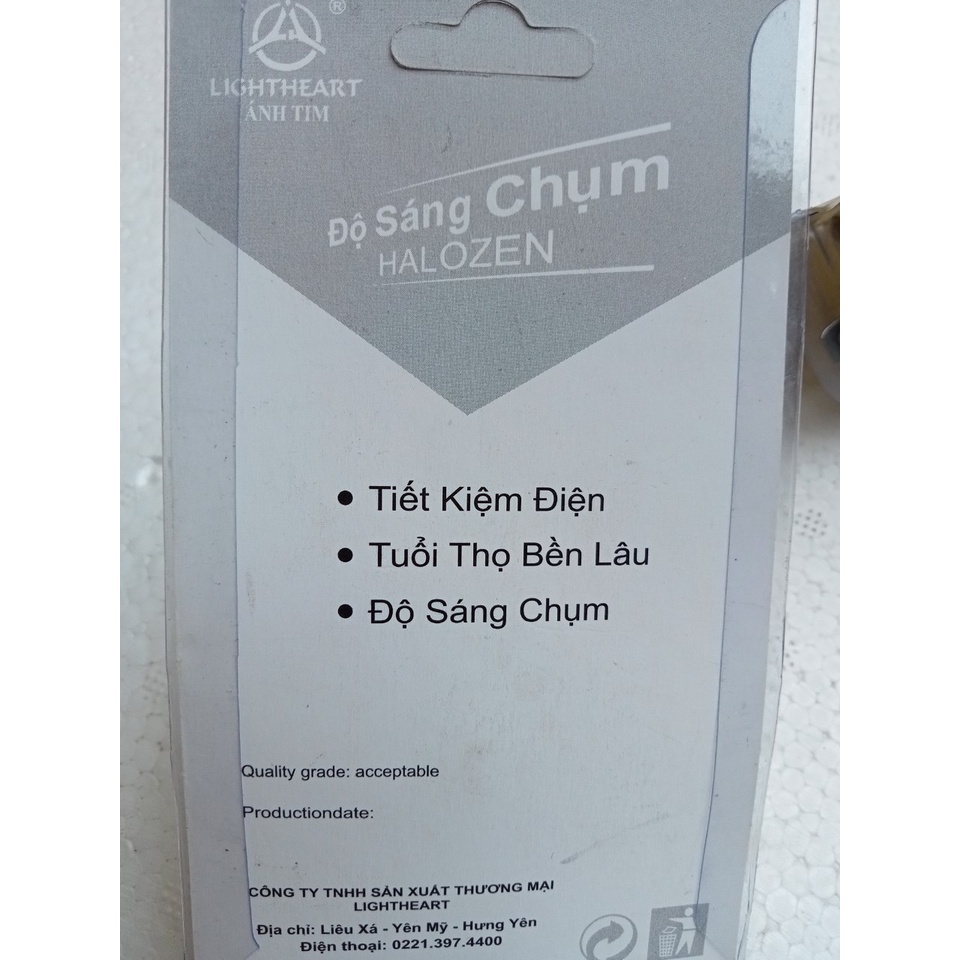 ®
LIGHTHEART
ÁNH TIM
Độ Sáng Chụm
HALOZEN
• Tiết Kiệm Điện
• Tuổi Thọ Bền Lâu
• Độ Sáng Chụm
Quality grade: acceptable
Productiondate:
CÔNG TY TNHH SẢN XUẤT THƯƠNG MẠI
LIGHTHEART
Địa chỉ: Liêu Xá - Yên Mỹ - Hưng Yên
Điện thoại: 0221.397.4400